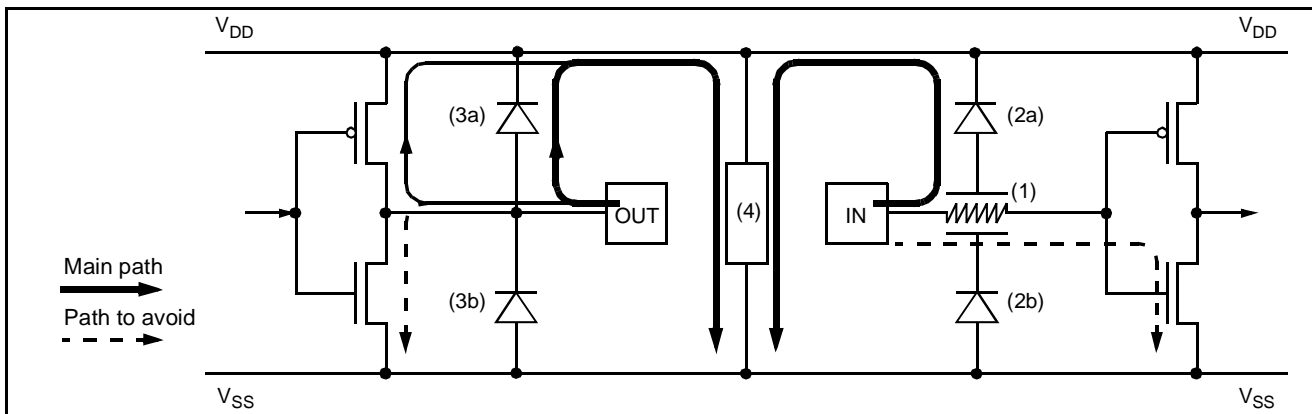 V_DD V_DD
(3a) (2a)
(1)
OUT (4) IN
Main path
(3b) (2b)
Path to avoid
V_SS V_SS